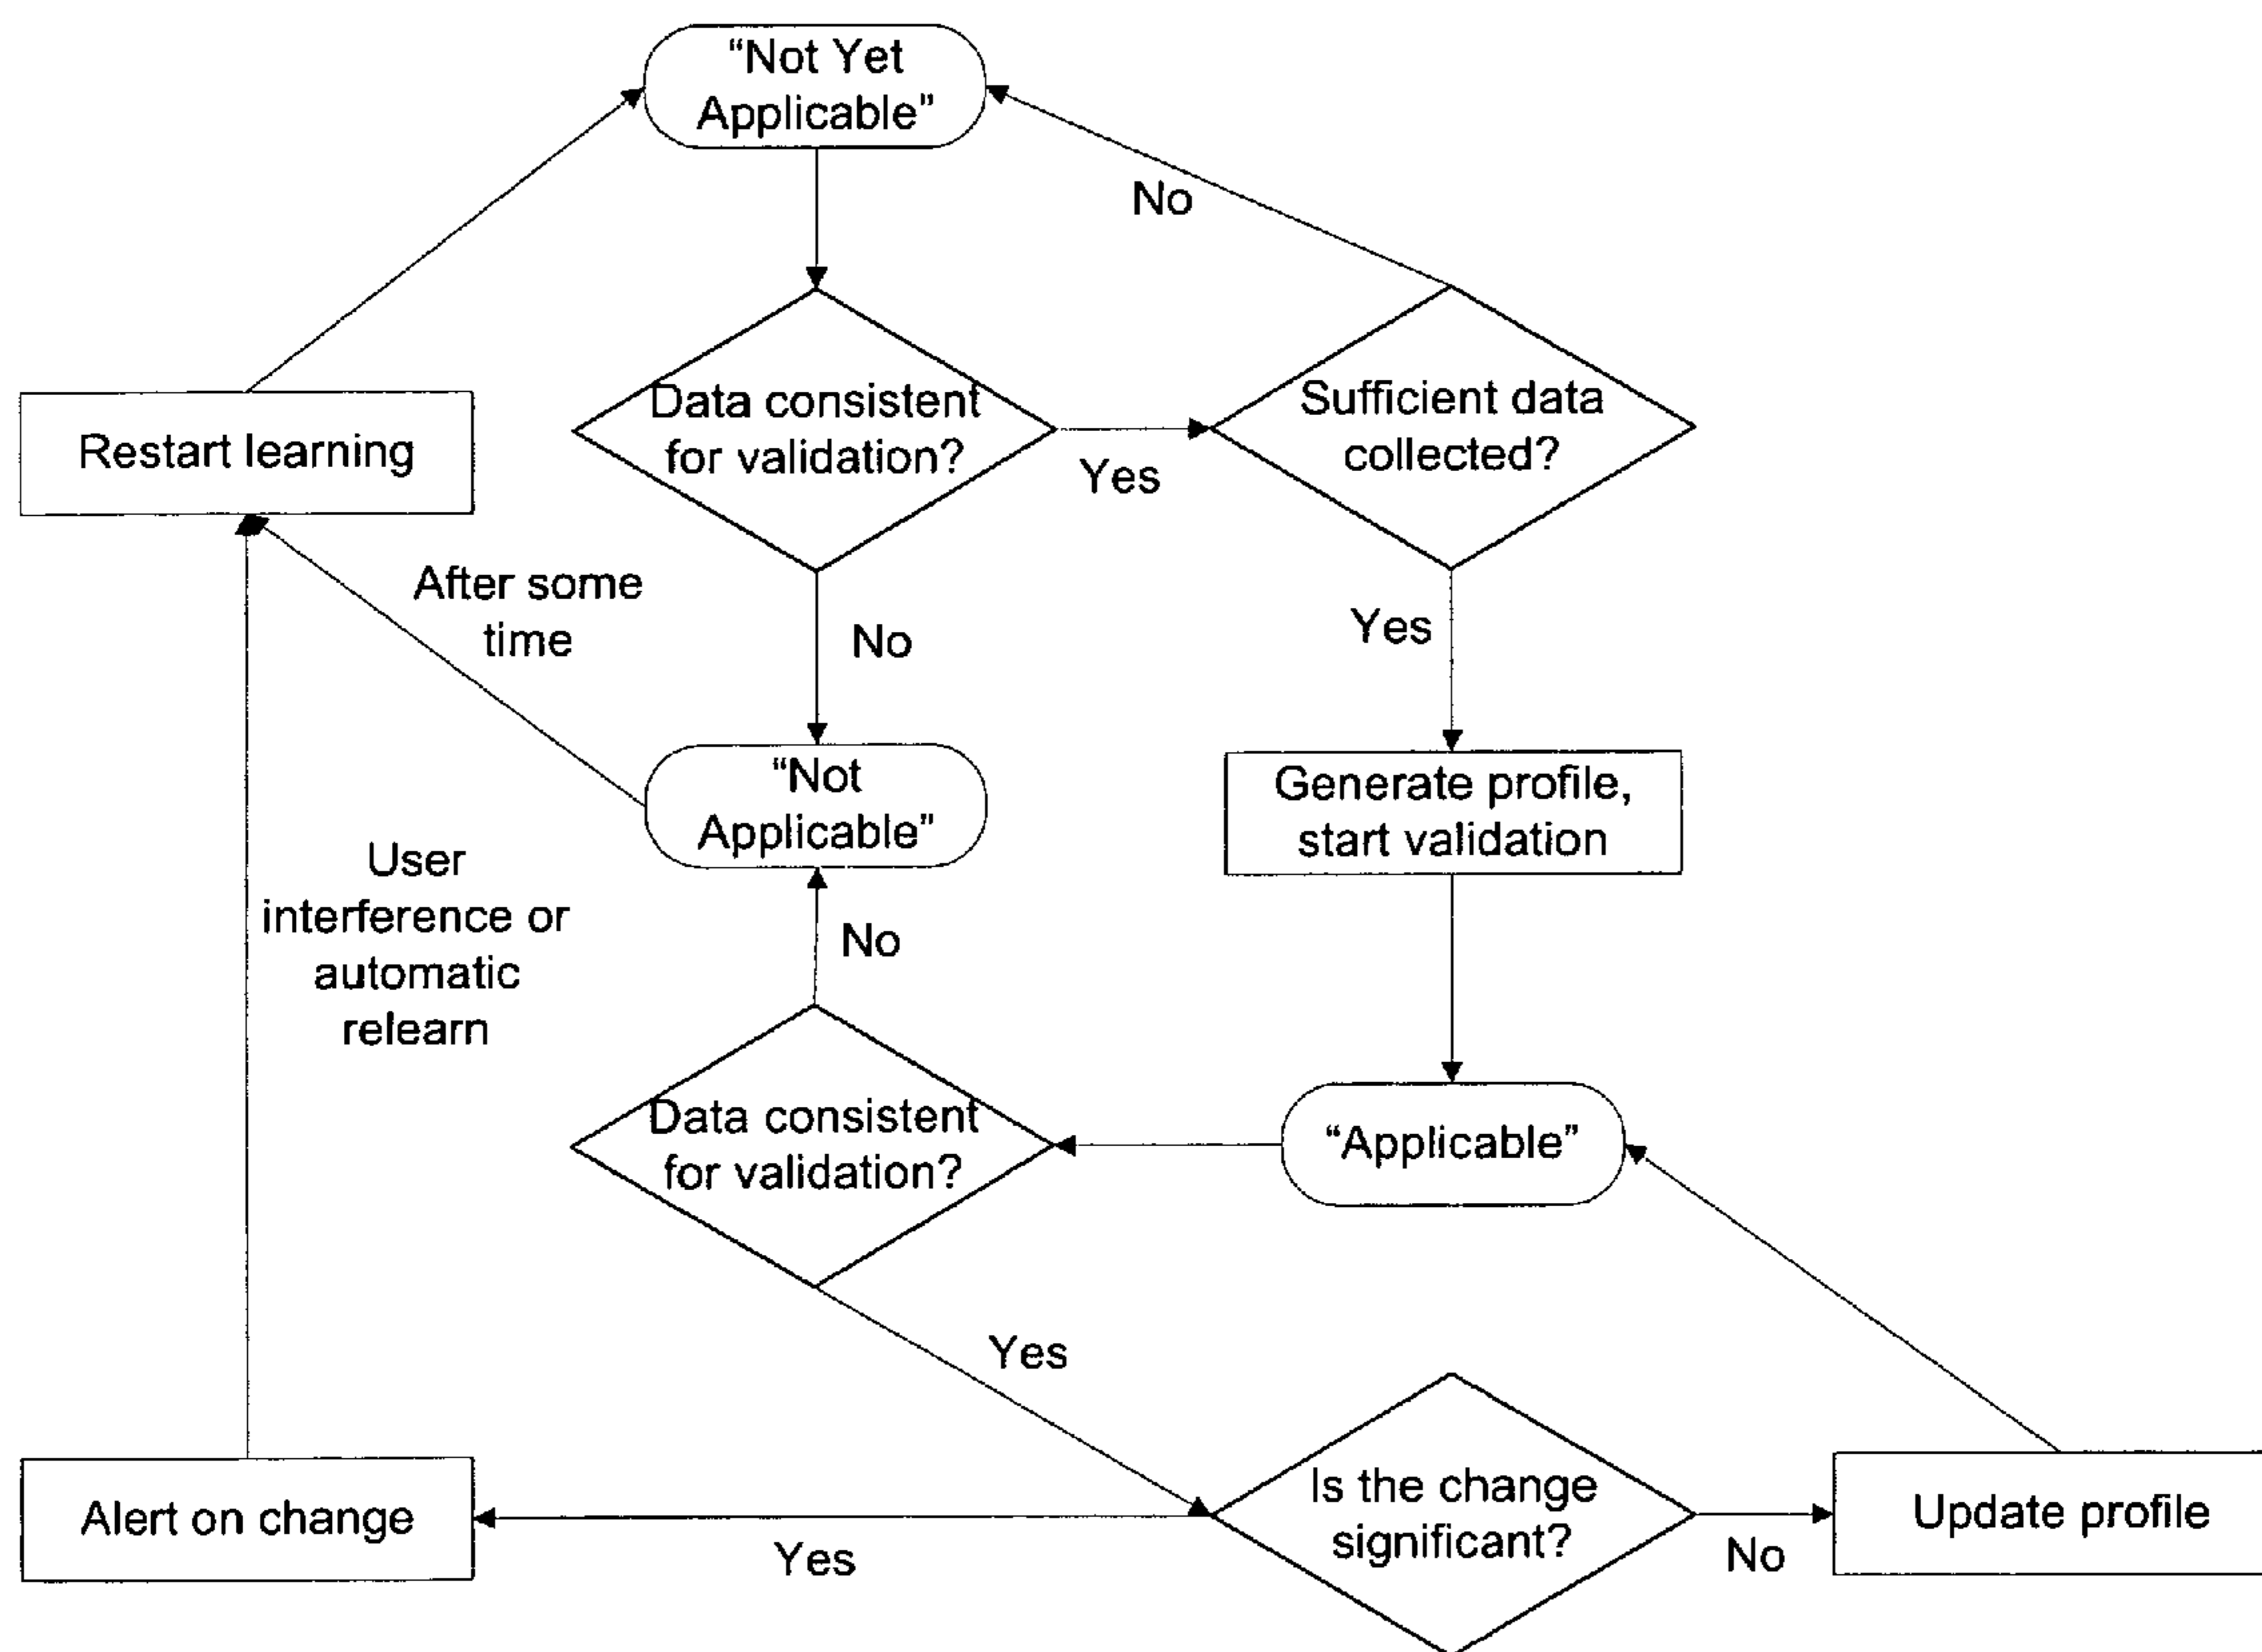 “Not Yet
Applicable”
No
Data consistent
for validation?
Yes
Sufficient data
collected?
Restart learning
After some
time
No
Yes
“Not
Applicable”
Generate profile,
start validation
User
interference or
automatic
relearn
No
Data consistent
for validation?
“Applicable”
Yes
Alert on change
Yes
Is the change
significant?
No
Update profile